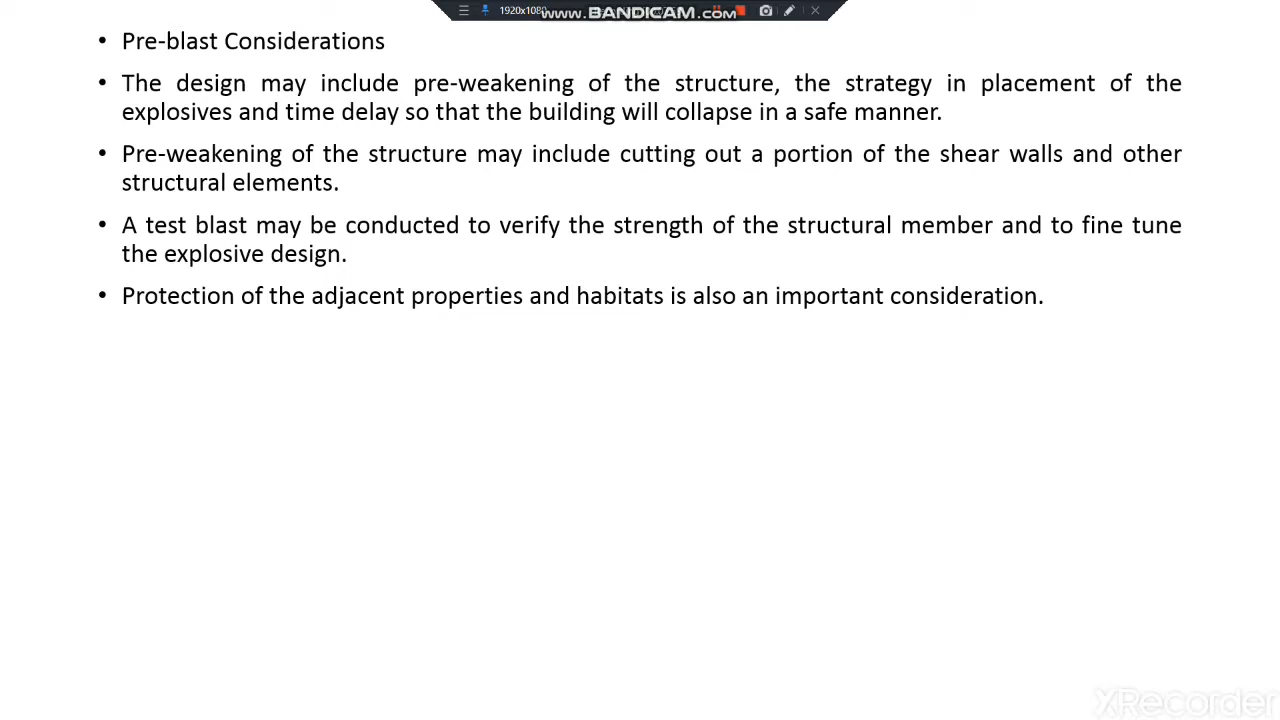 1920x1080
www.BANDICAM.com
• Pre-blast Considerations
• The design may include pre-weakening of the structure, the strategy in placement of the
explosives and time delay so that the building will collapse in a safe manner.
• Pre-weakening of the structure may include cutting out a portion of the shear walls and other
structural elements.
• A test blast may be conducted to verify the strength of the structural member and to fine tune
the explosive design.
• Protection of the adjacent properties and habitats is also an important consideration.
XRecorder